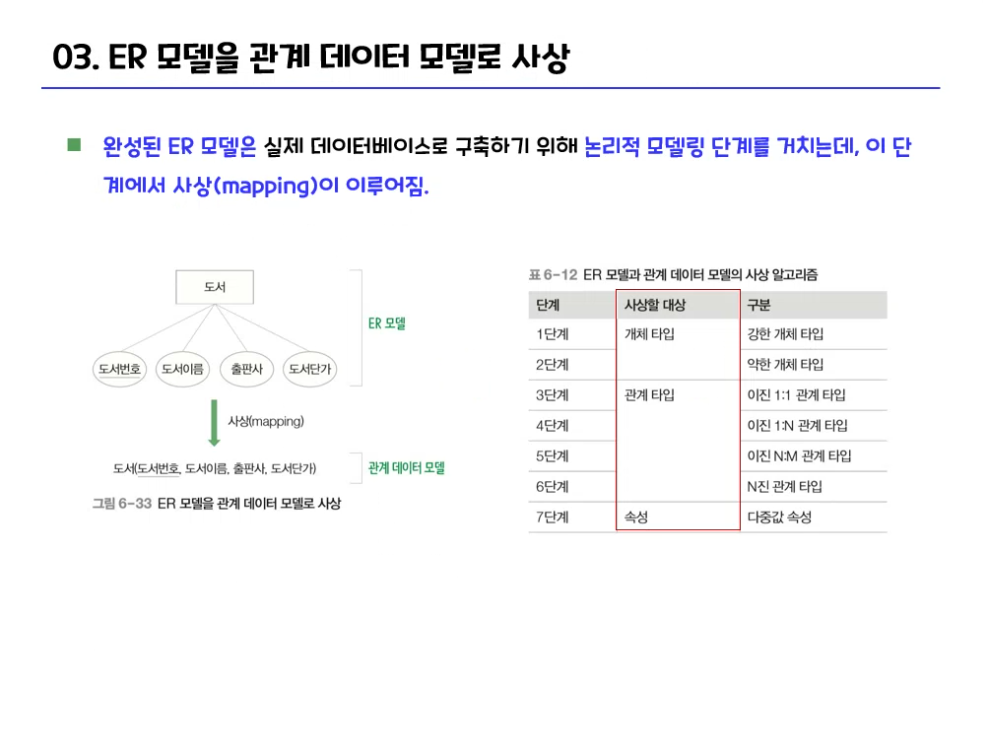 03. ER 모델을 관계 데이터 모델로 사상
완성된 ER 모델은 실제 데이터베이스로 구축하기 위해 논리적 모델링 단계를 거치는데, 이 단
계에서 사상(mapping)이 이루어짐.
도서
ER 모델
도서번호 도서이름 출판사 도서단가
사상(mapping)
도서(도서번호, 도서이름, 출판사, 도서단가)
관계 데이터 모델
그림 6-33 ER 모델을 관계 데이터 모델로 사상
표 6-12 ER 모델과 관계 데이터 모델의 사상 알고리즘
단계 사상할 대상 구분
1단계 개체 타입 강한 개체 타입
2단계 약한 개체 타입
3단계 관계 타입 이진 1:1 관계 타입
4단계 이진 1:N 관계 타입
5단계 이진 N:M 관계 타입
6단계 N진 관계 타입
7단계 속성 다중값 속성